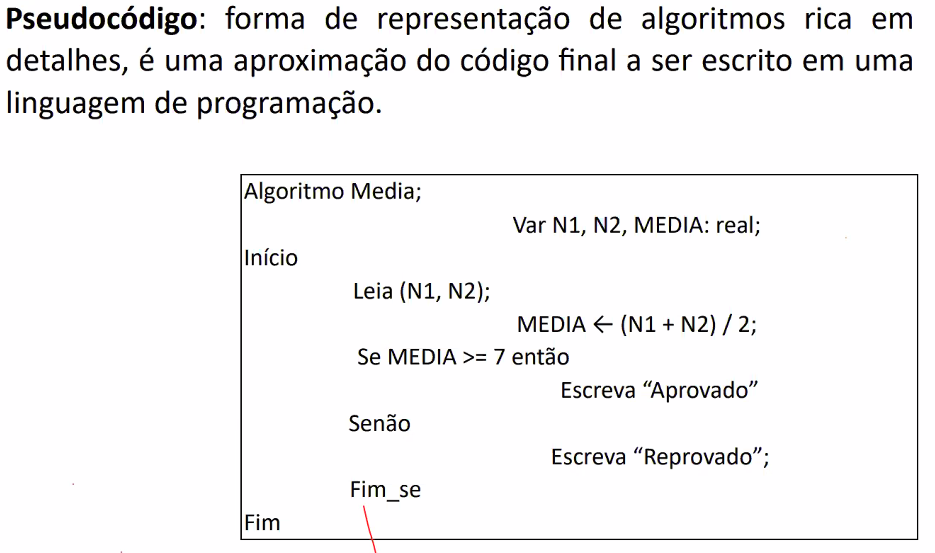 Pseudocódigo: forma de representação de algoritmos rica em
detalhes, é uma aproximação do código final a ser escrito em uma
linguagem de programação.
Algoritmo Media;
Var N1, N2, MEDIA: real;
Início
Leia (N1, N2);
MEDIA ← (N1 + N2) / 2;
Se MEDIA >= 7 então
Escreva “Aprovado”
Senão
Escreva “Reprovado”;
Fim_se
Fim